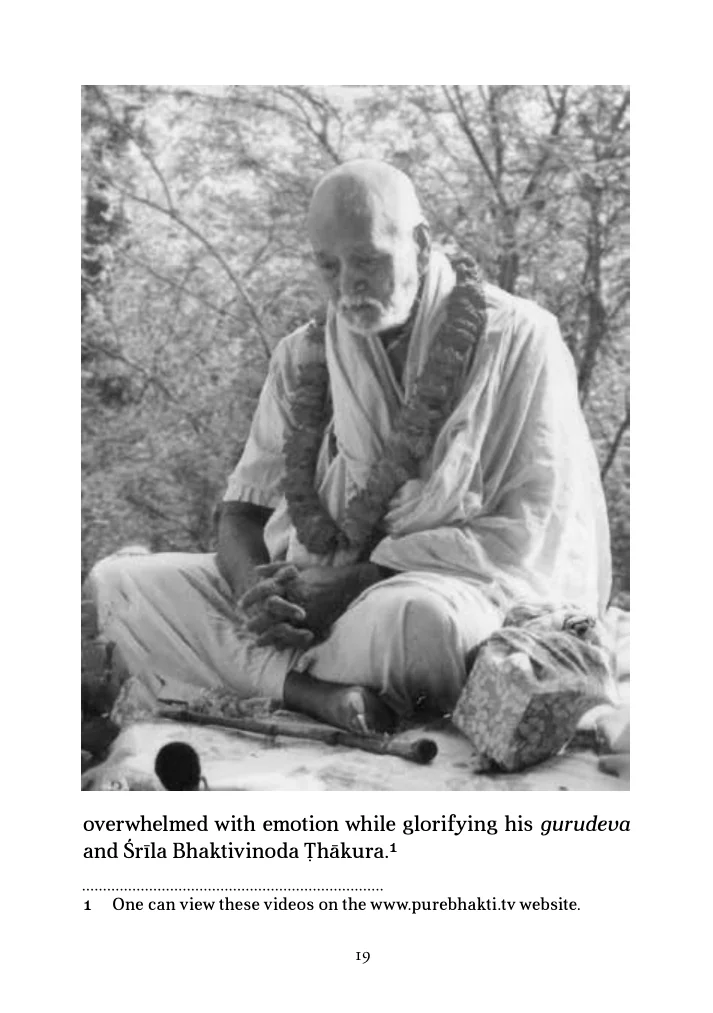 overwhelmed with emotion while glorifying his gurudeva
and Śrīla Bhaktivinoda Ṭhākura.¹
1 One can view these videos on the www.purebhakti.tv website.
19